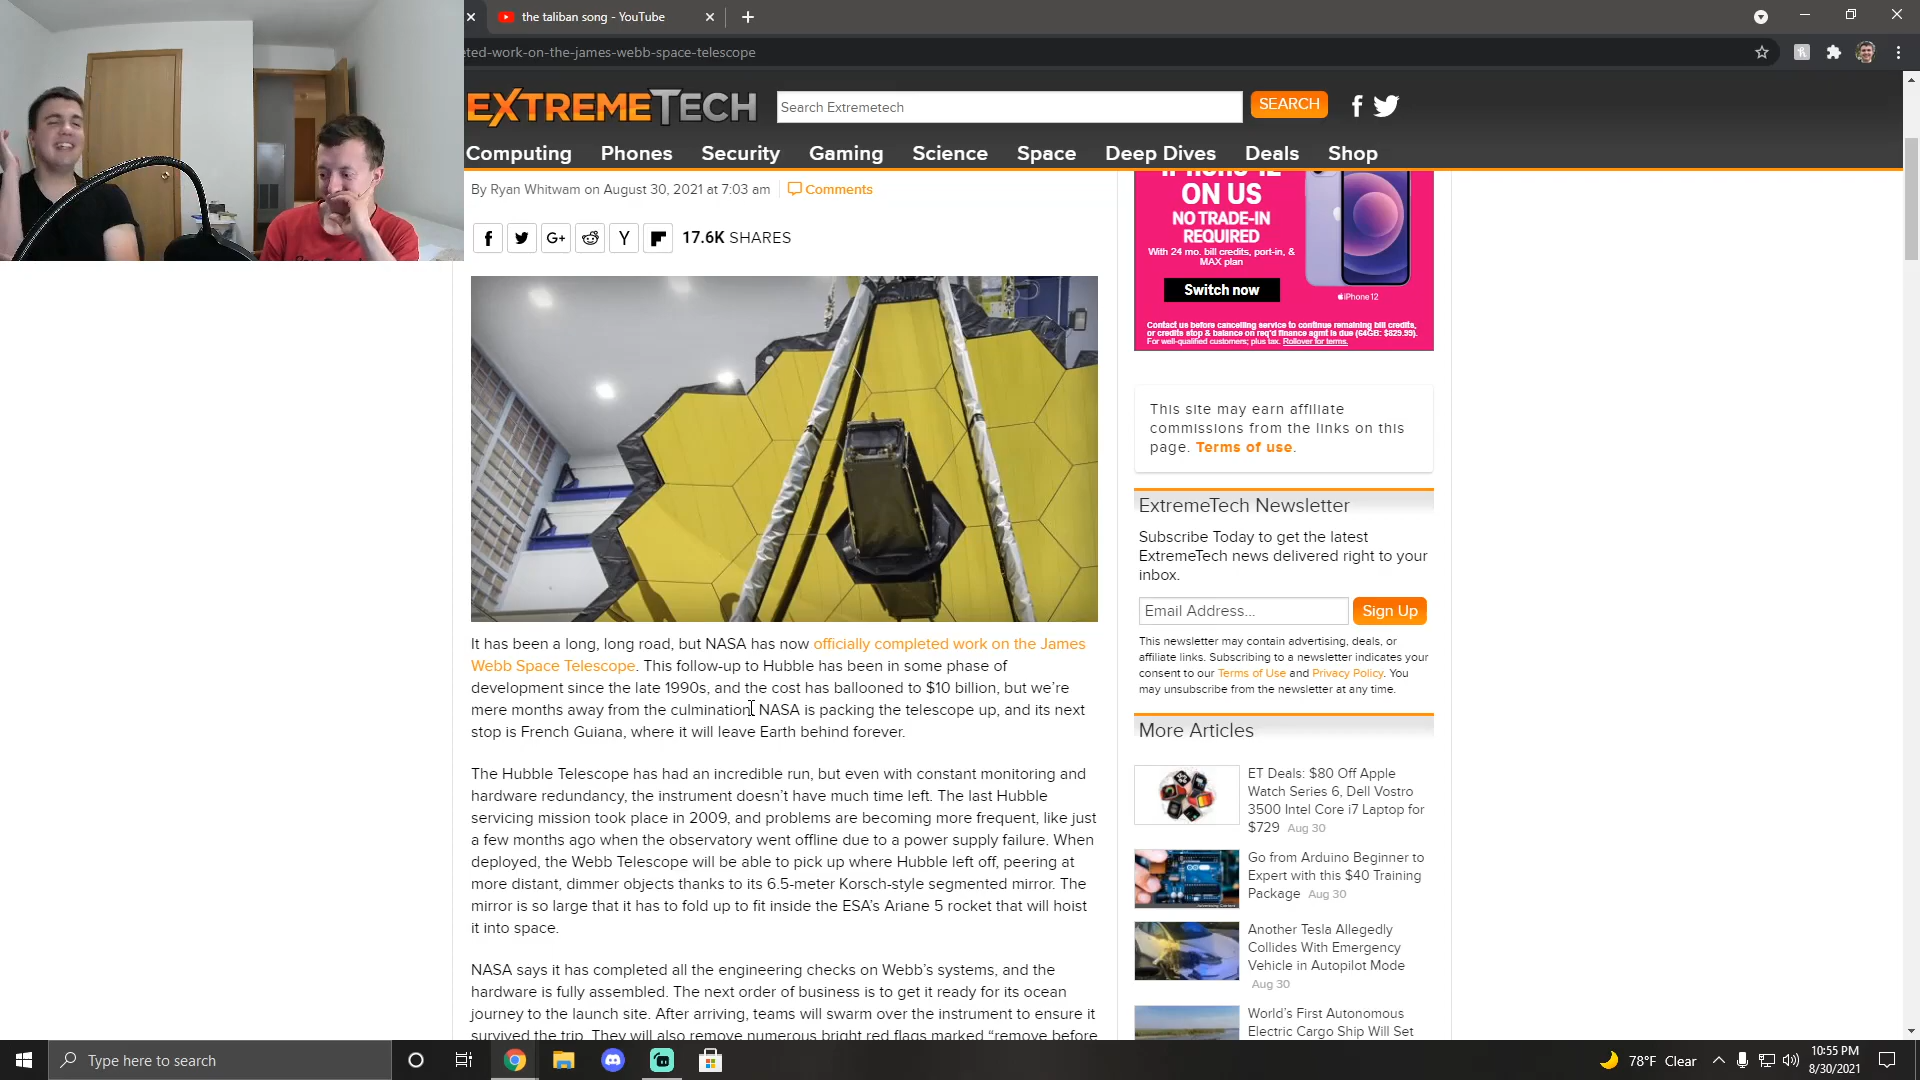 the taliban song - YouTube
ted-work-on-the-james-webb-space-telescope
EXTREMETECH
Search Extremetech
SEARCH
Computing Phones Security Gaming Science Space Deep Dives Deals Shop
By Ryan Whitwam on August 30, 2021 at 7:03 am
Comments
17.6K SHARES
It has been a long, long road, but NASA has now officially completed work on the James
Webb Space Telescope. This follow-up to Hubble has been in some phase of
development since the late 1990s, and the cost has ballooned to $10 billion, but we're
mere months away from the culmination. NASA is packing the telescope up, and its next
stop is French Guiana, where it will leave Earth behind forever.
The Hubble Telescope has had an incredible run, but even with constant monitoring and
hardware redundancy, the instrument doesn't have much time left. The last Hubble
servicing mission took place in 2009, and problems are becoming more frequent, like just
a few months ago when the observatory went offline due to a power supply failure. When
deployed, the Webb Telescope will be able to pick up where Hubble left off, peering at
more distant, dimmer objects thanks to its 6.5-meter Korsch-style segmented mirror. The
mirror is so large that it has to fold up to fit inside the ESA's Ariane 5 rocket that will hoist
it into space.
NASA says it has completed all the engineering checks on Webb's systems, and the
hardware is fully assembled. The next order of business is to get it ready for its ocean
journey to the launch site. After arriving, teams will swarm over the instrument to ensure it
survived the trip. They will also remove numerous bright red flags marked "remove before
iPHONE 12
ON US
NO TRADE-IN
REQUIRED
With 24 mo. bill credits, port-in, &
MAX plan
Switch now
iPhone 12
Contact us before cancelling service to continue remaining bill credits,
or credits stop & balance on req'd finance agmt is due (64GB: $829.99).
For well-qualified customers; plus tax. Rollover for terms.
This site may earn affiliate
commissions from the links on this
page. Terms of use.
ExtremeTech Newsletter
Subscribe Today to get the latest
ExtremeTech news delivered right to your
inbox.
Email Address...
Sign Up
This newsletter may contain advertising, deals, or
affiliate links. Subscribing to a newsletter indicates your
consent to our Terms of Use and Privacy Policy. You
may unsubscribe from the newsletter at any time.
More Articles
ET Deals: $80 Off Apple
Watch Series 6, Dell Vostro
3500 Intel Core i7 Laptop for
$729 Aug 30
Go from Arduino Beginner to
Expert with this $40 Training
Package Aug 30
Another Tesla Allegedly
Collides With Emergency
Vehicle in Autopilot Mode
Aug 30
World's First Autonomous
Electric Cargo Ship Will Set
Type here to search
78°F Clear
10:55 PM
8/30/2021